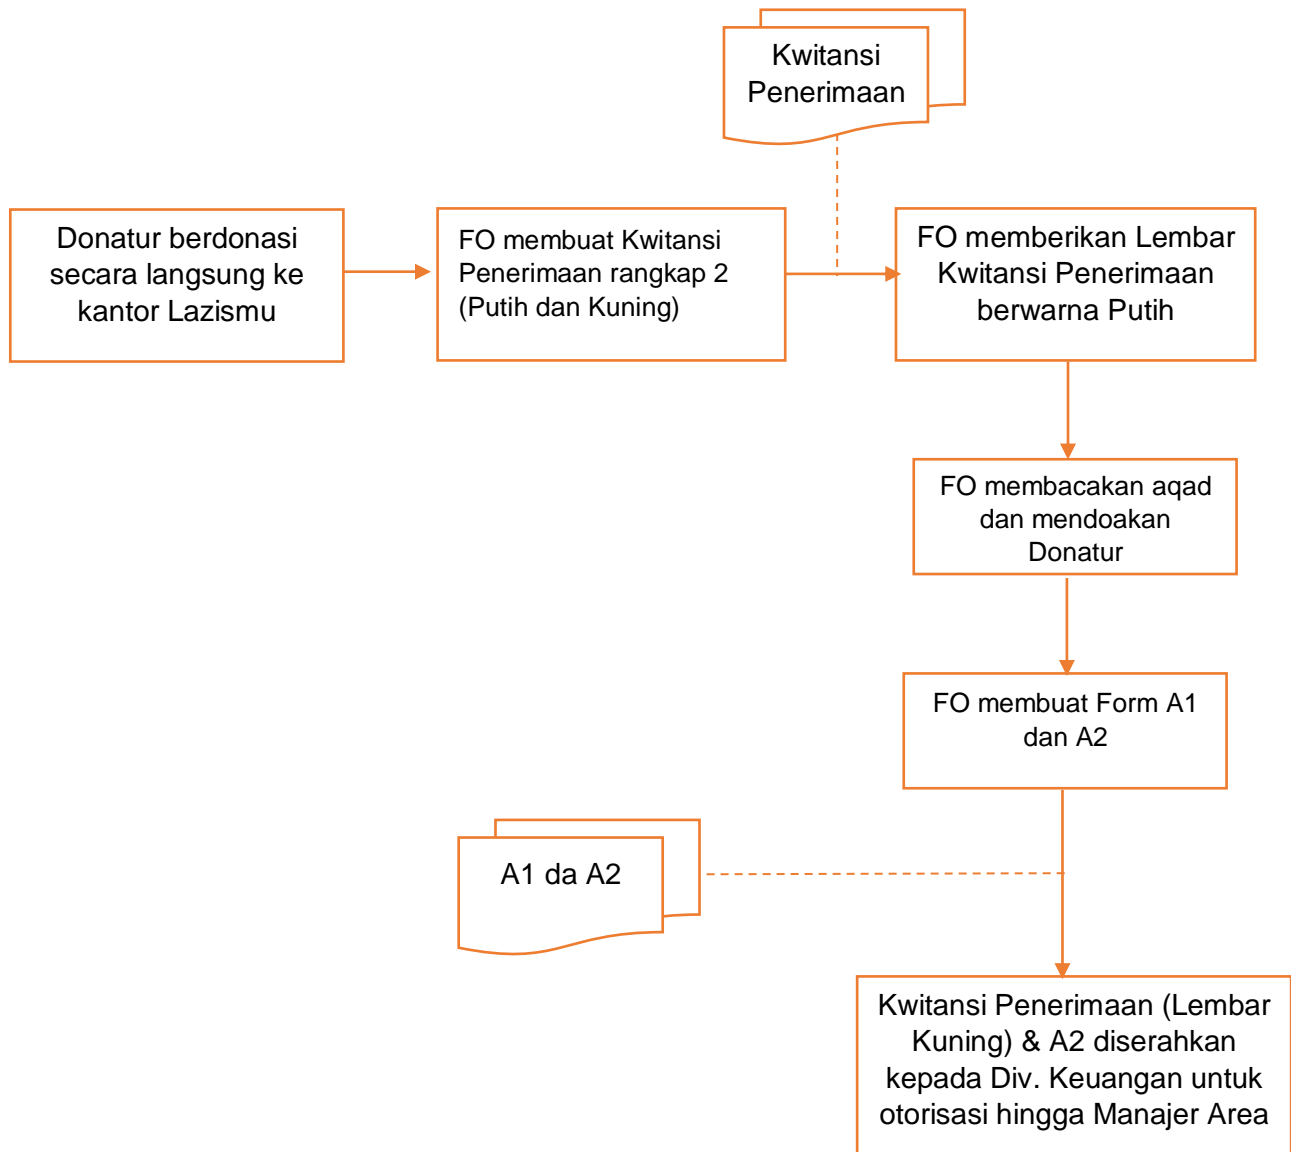 Kwitansi
Penerimaan
Donatur berdonasi
secara langsung ke
kantor Lazismu
FO membuat Kwitansi
Penerimaan rangkap 2
(Putih dan Kuning)
FO memberikan Lembar
Kwitansi Penerimaan
berwarna Putih
FO membacakan aqad
dan mendoakan
Donatur
FO membuat Form A1
dan A2
A1 da A2
Kwitansi Penerimaan (Lembar
Kuning) & A2 diserahkan
kepada Div. Keuangan untuk
otorisasi hingga Manajer Area